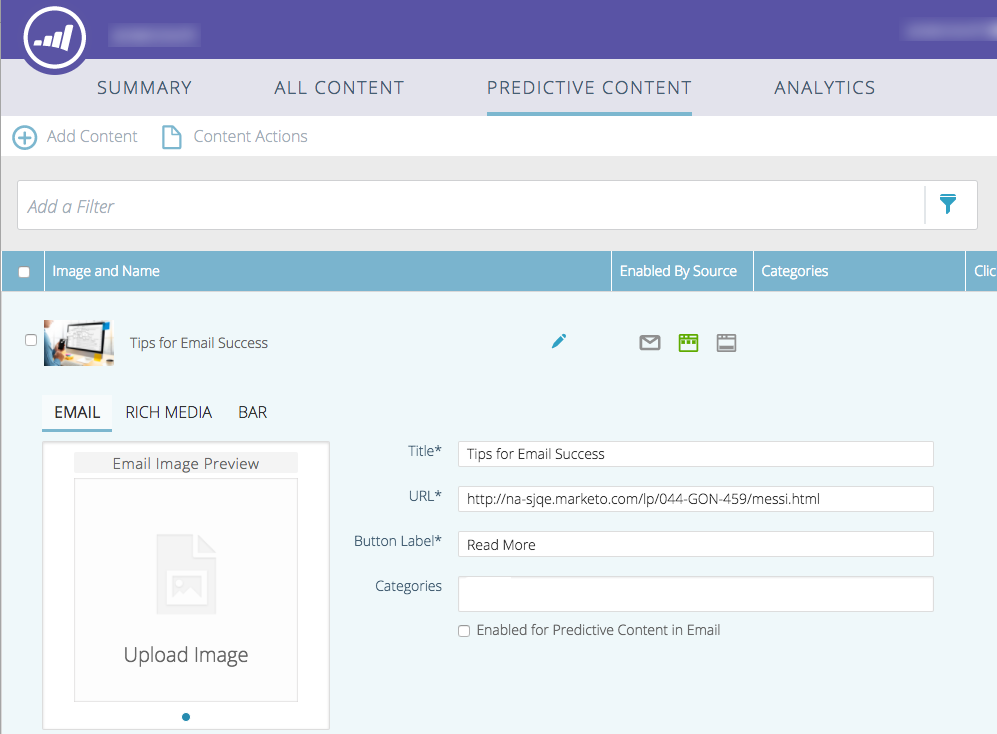 SUMMARY ALL CONTENT PREDICTIVE CONTENT ANALYTICS
Add Content Content Actions
Add a Filter
Image and Name Enabled By Source Categories Clic
Tips for Email Success
EMAIL RICH MEDIA BAR
Email Image Preview
Upload Image
Title* Tips for Email Success
URL* http://na-sjqe.marketo.com/lp/044-GON-459/messi.html
Button Label* Read More
Categories
Enabled for Predictive Content in Email